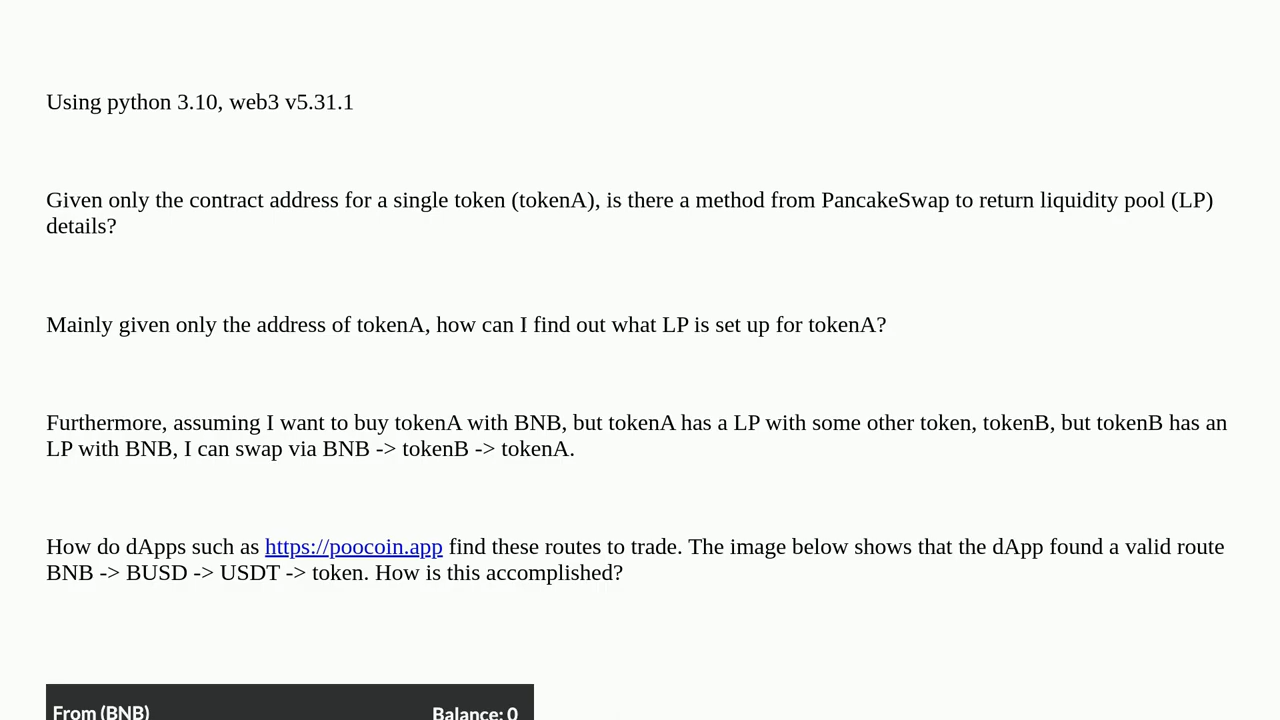 Using python 3.10, web3 v5.31.1
Given only the contract address for a single token (tokenA), is there a method from PancakeSwap to return liquidity pool (LP)
details?
Mainly given only the address of tokenA, how can I find out what LP is set up for tokenA?
Furthermore, assuming I want to buy tokenA with BNB, but tokenA has a LP with some other token, tokenB, but tokenB has an
LP with BNB, I can swap via BNB -> tokenB -> tokenA.
How do dApps such as https://poocoin.app find these routes to trade. The image below shows that the dApp found a valid route
BNB -> BUSD -> USDT -> token. How is this accomplished?
From (BNB) Balance: 0